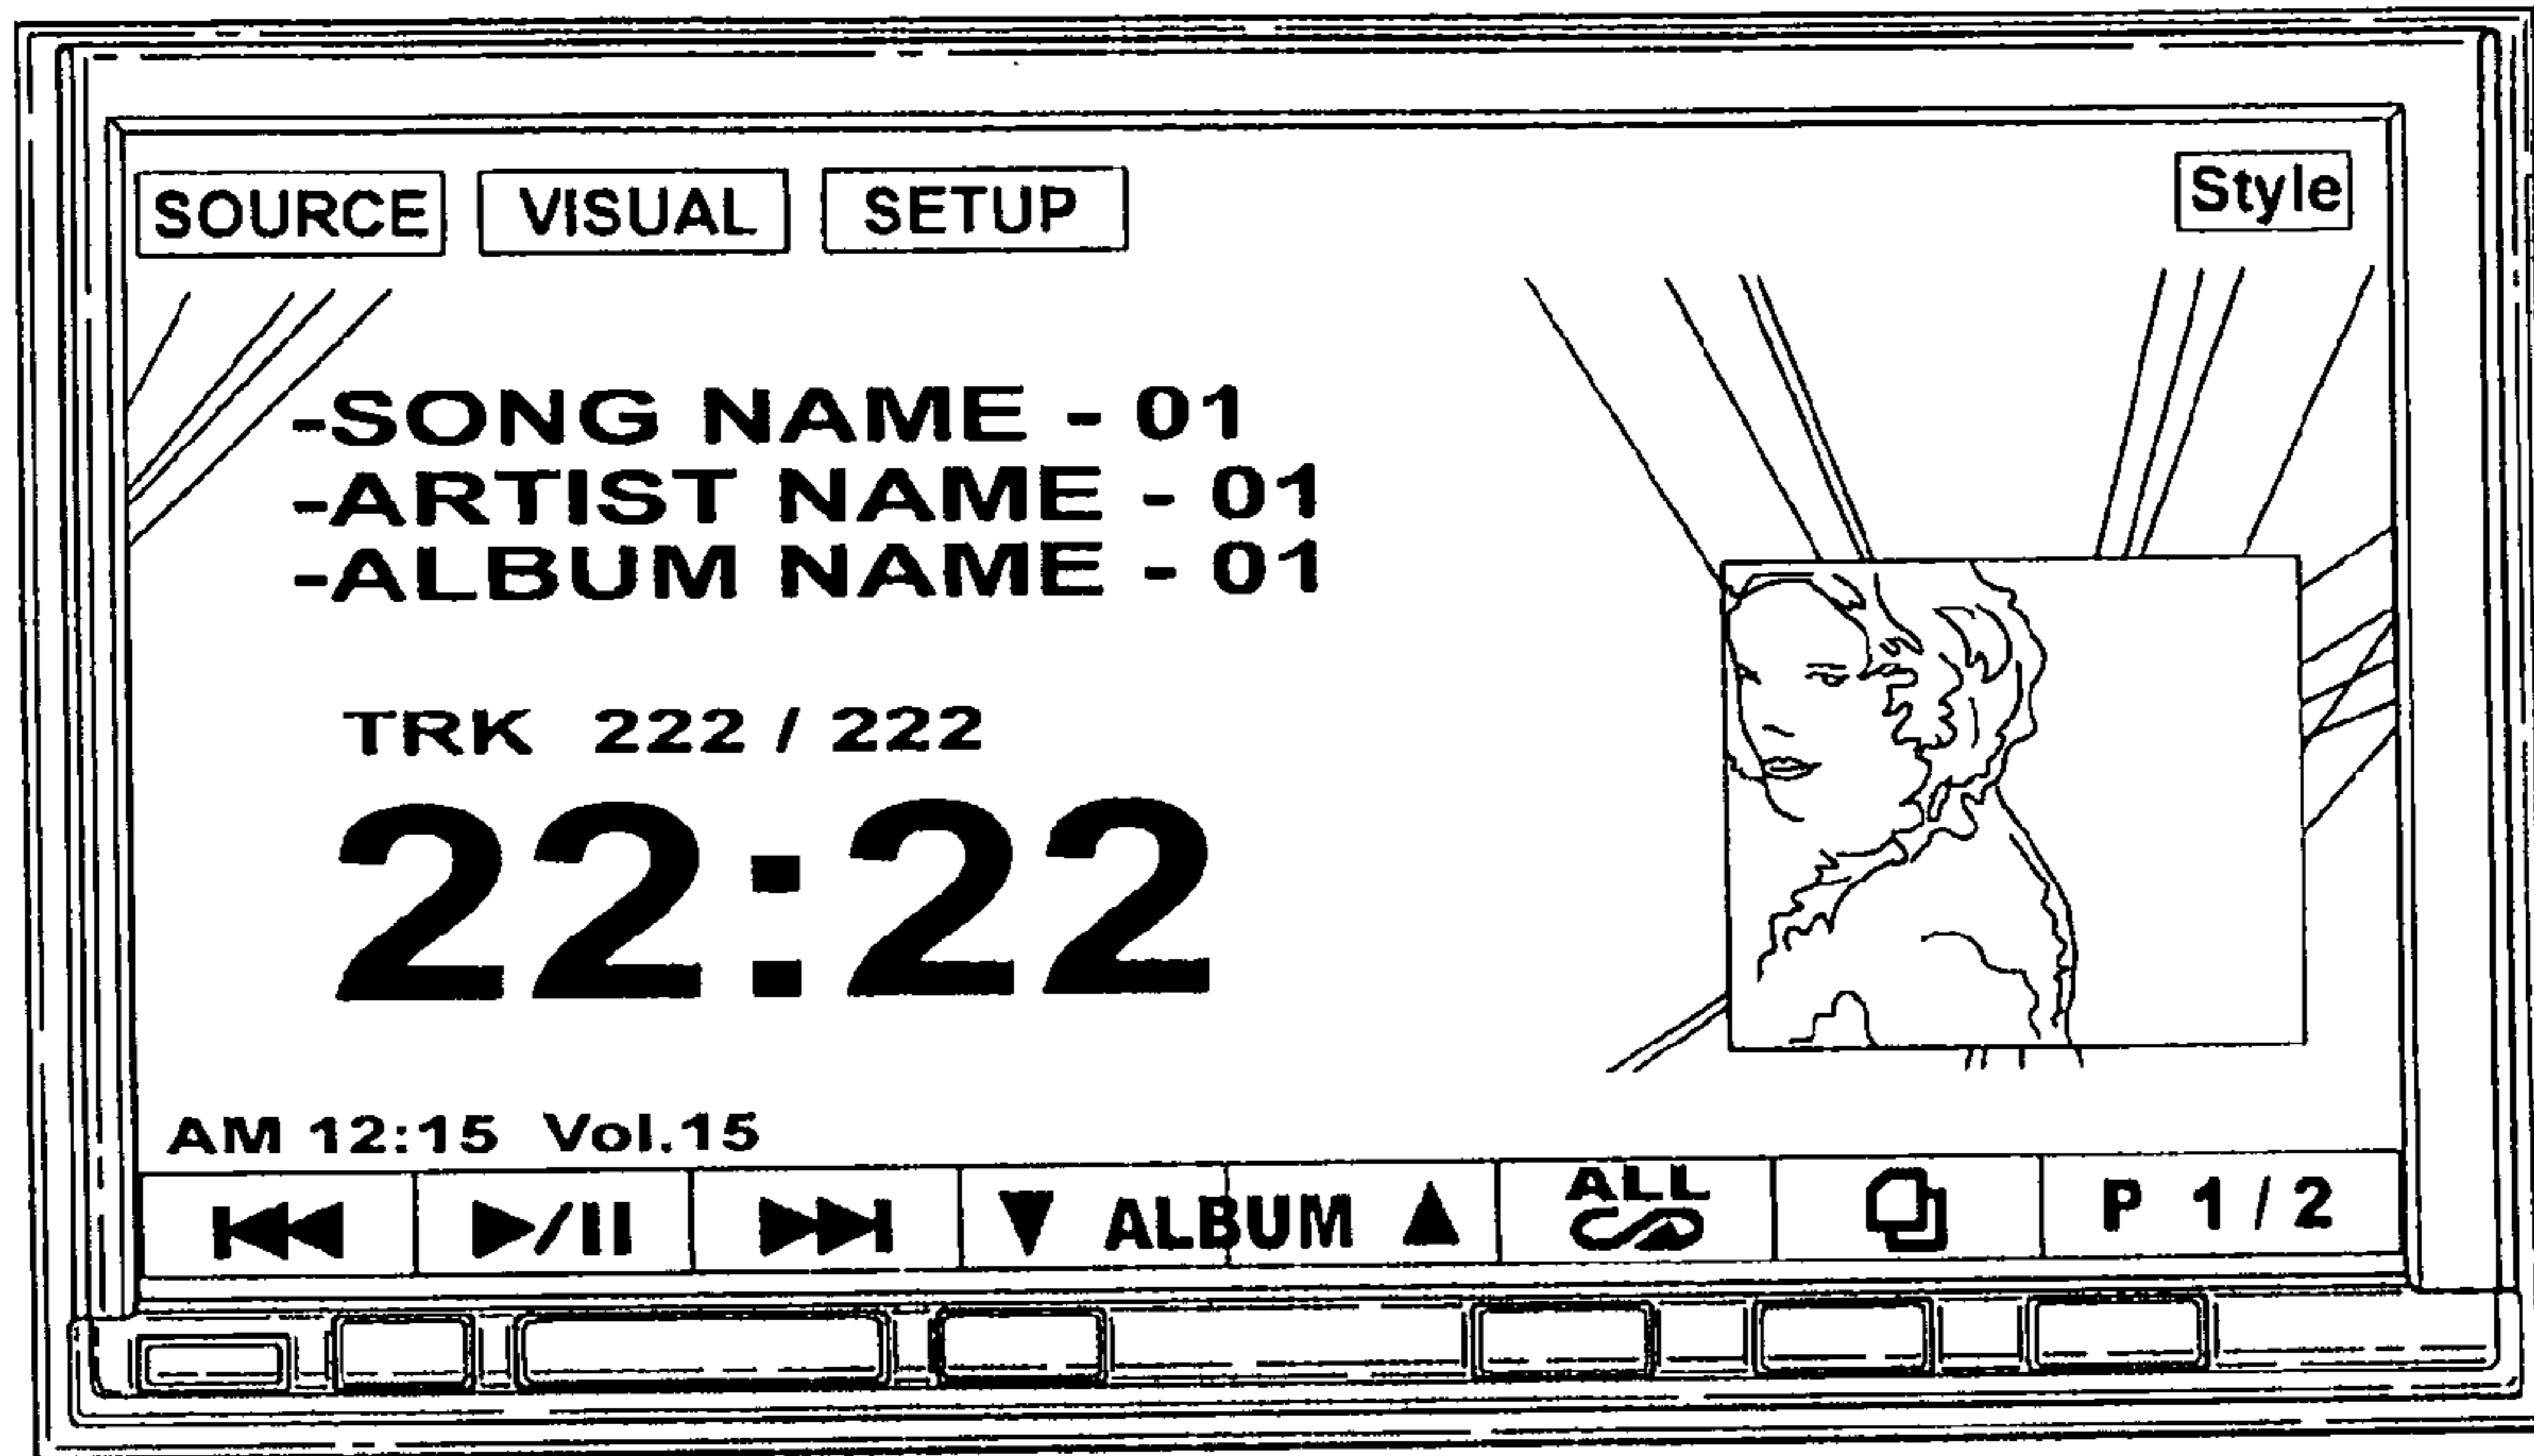 SOURCE VISUAL SETUP Style
-SONG NAME - 01
-ARTIST NAME - 01
-ALBUM NAME - 01
TRK 222 / 222
22:22
AM 12:15 Vol.15
▶/II ▼ ALBUM ▲ ALL P 1/2